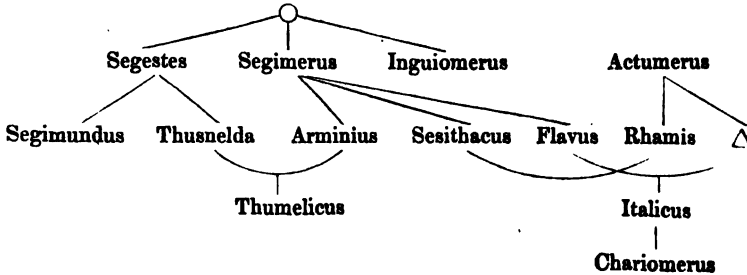 Segestes Segimerus Inguiomerus Actumerus
Segimundus Thusnelda Arminius Sesithacus Flavus Rhamis
Thumelicus Italicus
Chariomerus